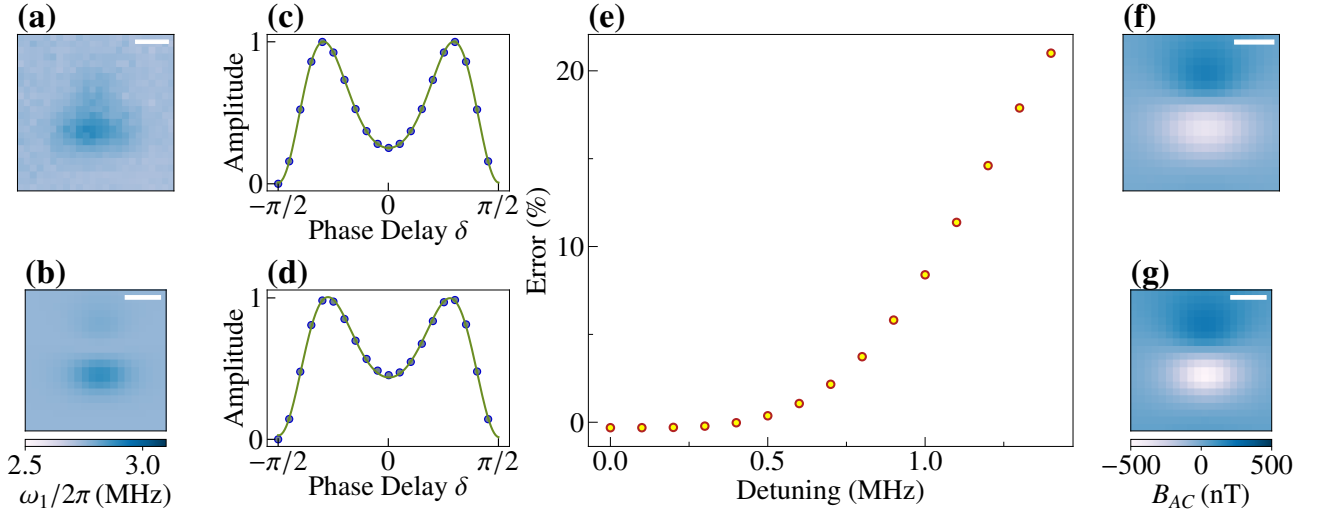 (a)
(b)
2.5 3.0
ω₁/2π (MHz)
(c)
Amplitude
1
0
−π/2 0 π/2
Phase Delay δ
(d)
Amplitude
1
0
−π/2 0 π/2
Phase Delay δ
(e)
Error (%)
20
10
0
0.0 0.5 1.0
Detuning (MHz)
(f)
(g)
−500 0 500
B_AC (nT)